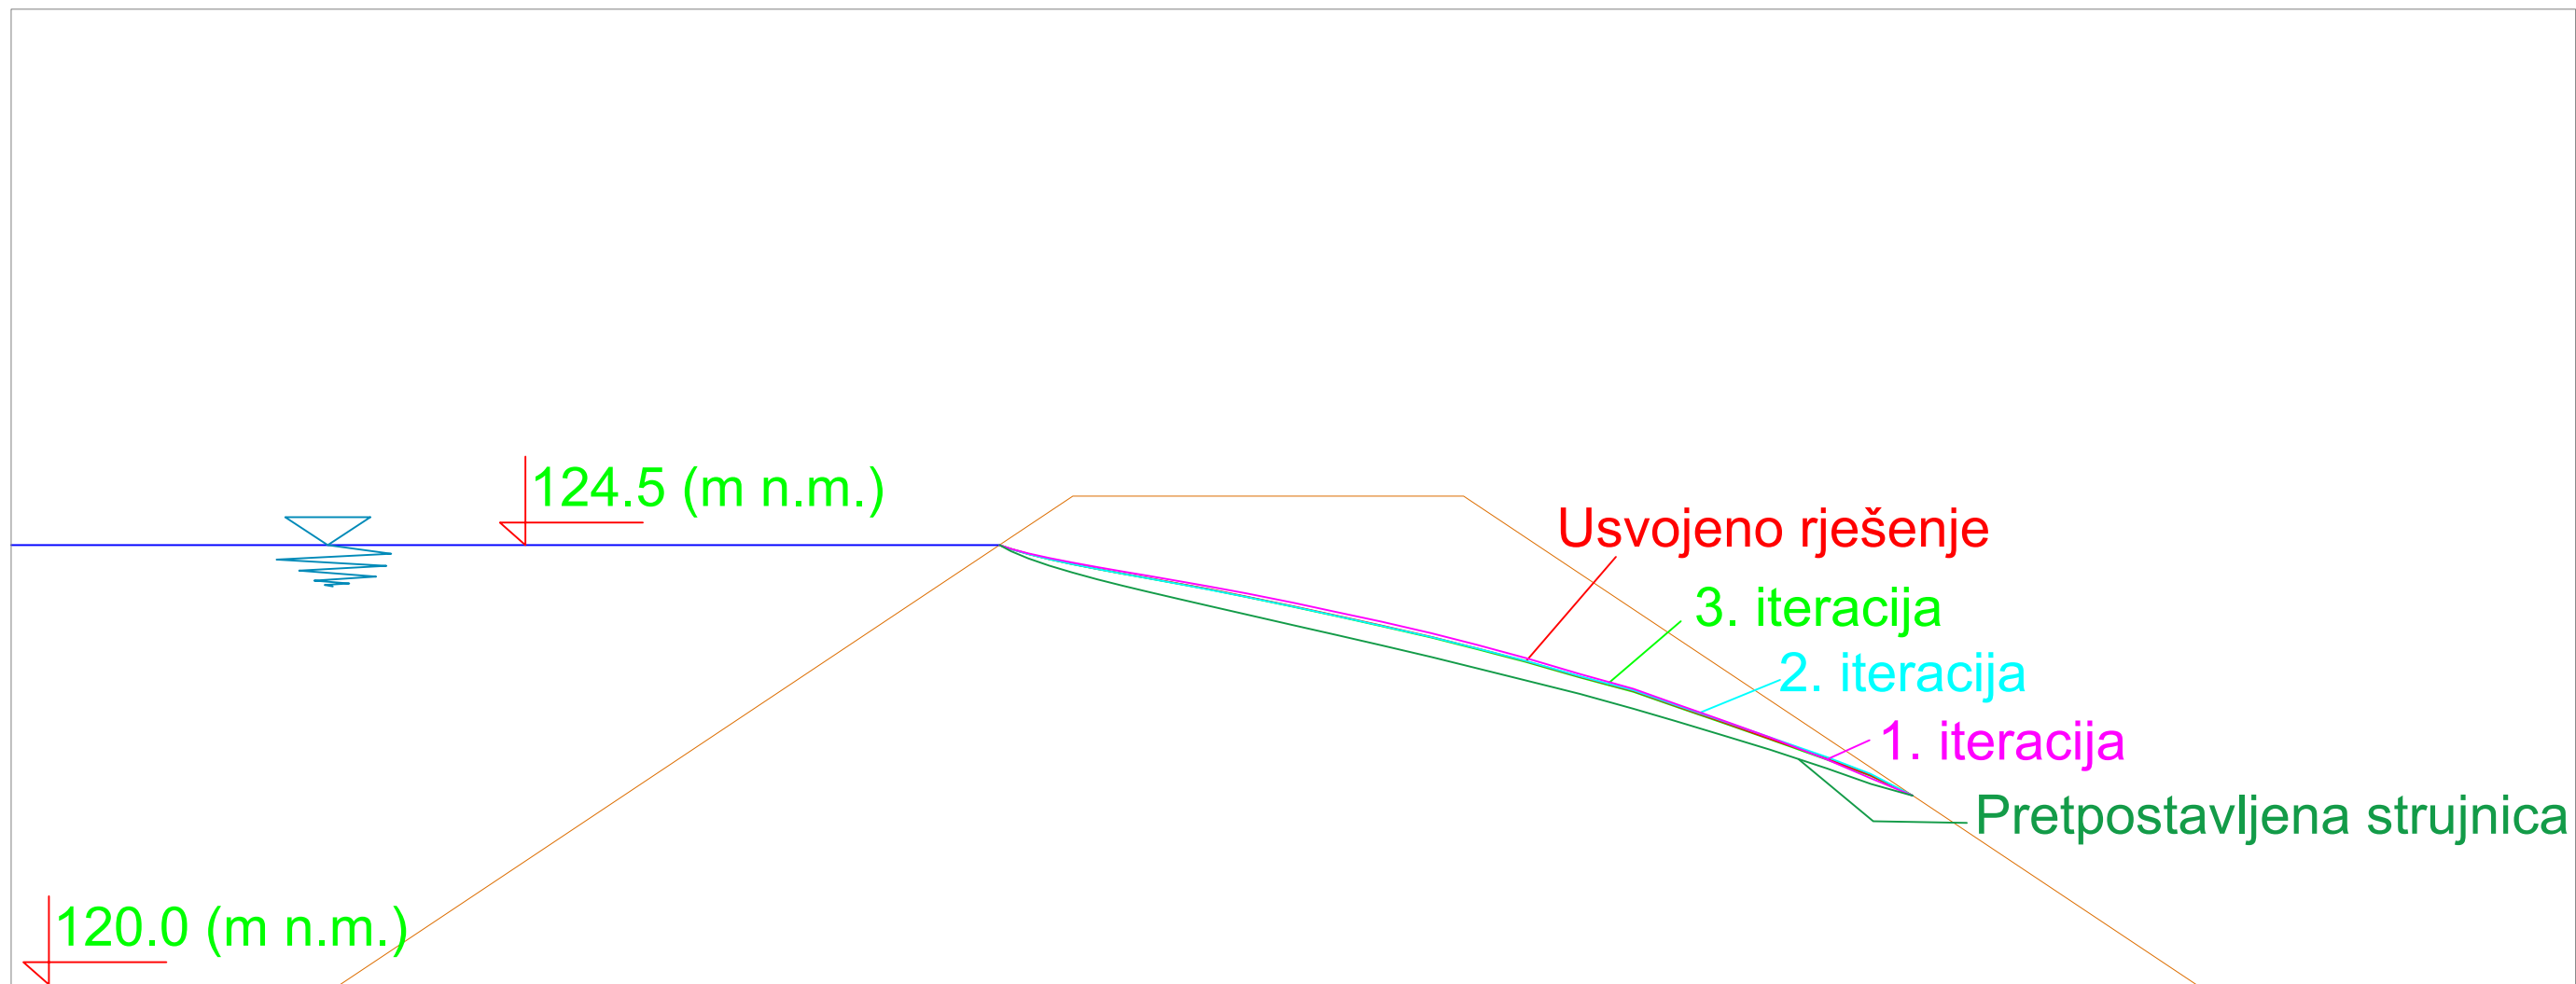 124.5 (m n.m.)
Usvojeno rješenje
3. iteracija
2. iteracija
1. iteracija
Pretpostavljena strujnica
120.0 (m n.m.)